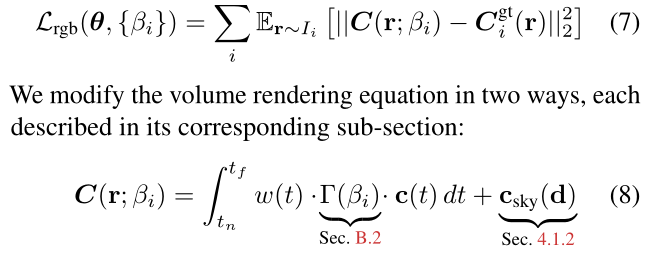 ℒ_rgb(θ, {β_i}) = ∑_i 𝔼_{r∼I_i} [||C(r; β_i) − C_i^gt(r)||_2^2] (7)
We modify the volume rendering equation in two ways, each
described in its corresponding sub-section:
C(r; β_i) = ∫_{t_n}^{t_f} w(t) · Γ(β_i) · c(t) dt + c_sky(d) (8)
Sec. B.2 Sec. 4.1.2